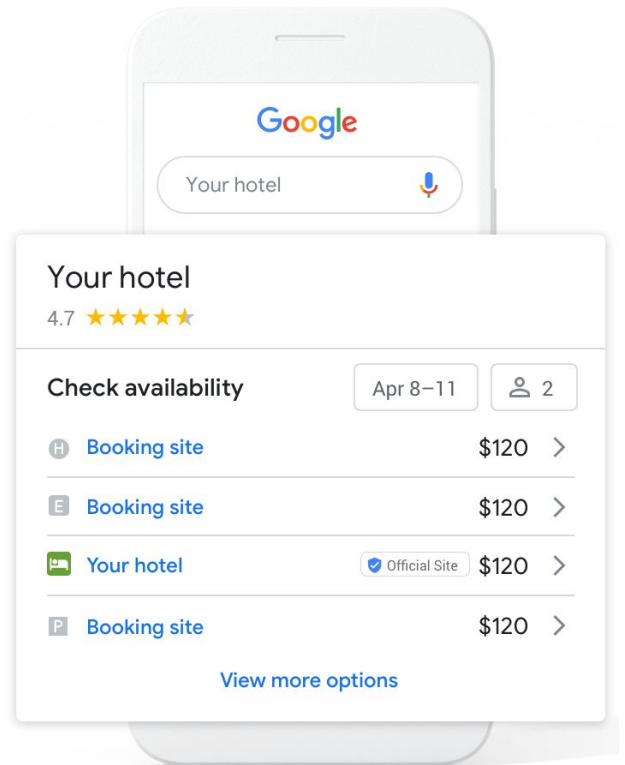 Google
Your hotel
Your hotel
4.7
Check availability Apr 8–11 2
H Booking site $120
E Booking site $120
Your hotel Official Site $120
P Booking site $120
View more options